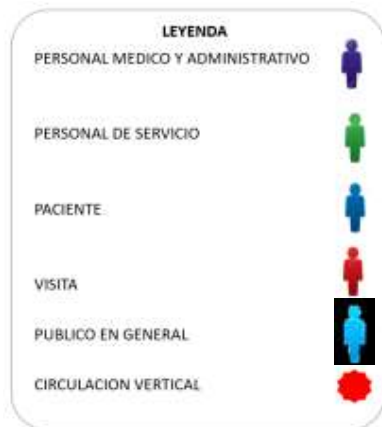 LEYENDA
PERSONAL MEDICO Y ADMINISTRATIVO
PERSONAL DE SERVICIO
PACIENTE
VISITA
PUBLICO EN GENERAL
CIRCULACION VERTICAL